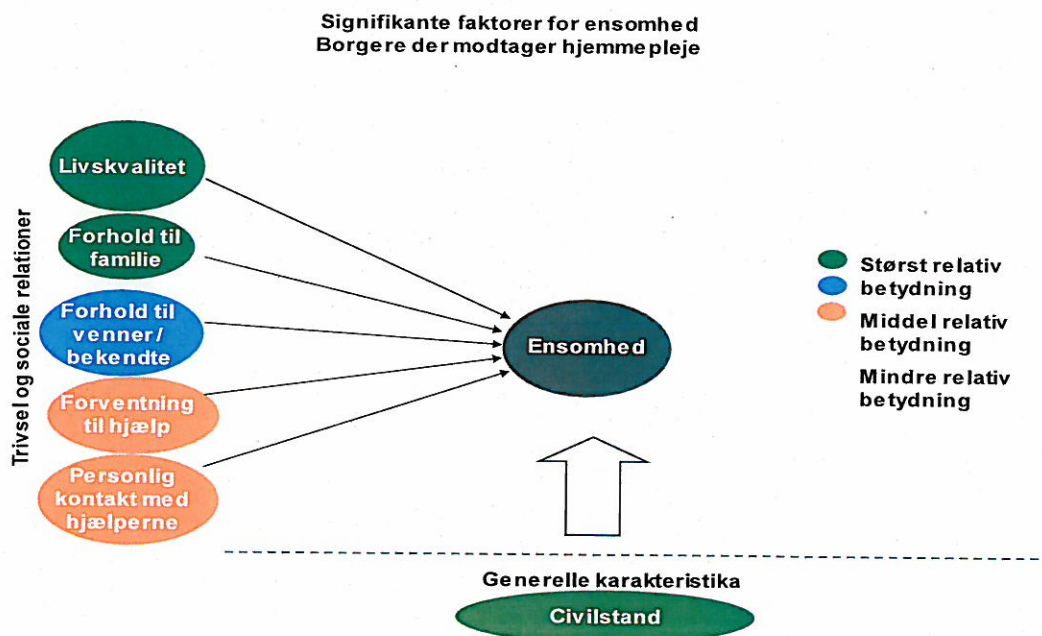 Signifikante faktorer for ensomhed
Borgere der modtager hjemmepleje
Trivsel og sociale relationer
Livskvalitet
Forhold til
familie
Forhold til
venner/
bekendte
Forventning
til hjælp
Personlig
kontakt med
hjælperne
Ensomhed
Størst relativ
betydning
Middel relativ
betydning
Mindre relativ
betydning
Generelle karakteristika
Civilstand